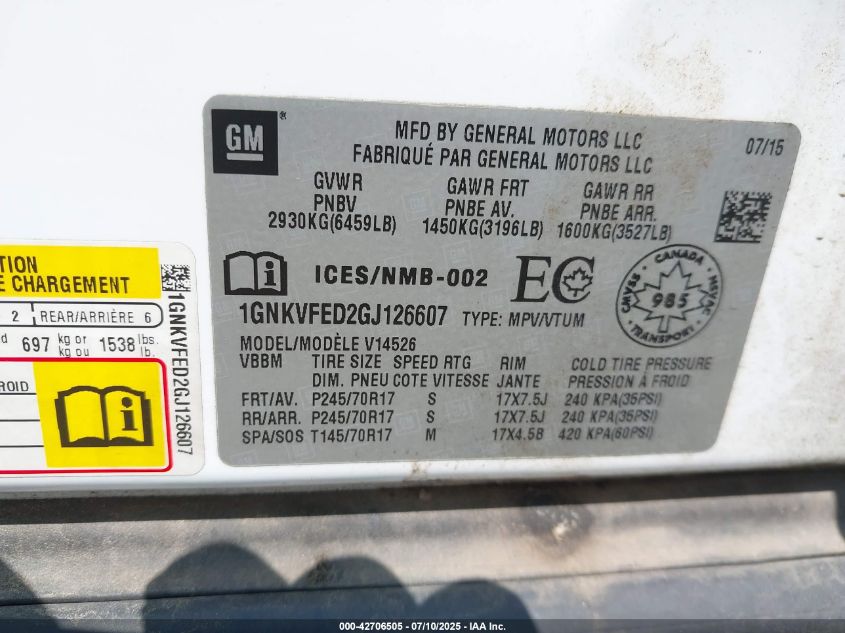 GM
MFD BY GENERAL MOTORS LLC
FABRIQUÉ PAR GENERAL MOTORS LLC
07/15
GVWR GAWR FRT GAWR RR
PNBV PNBE AV. PNBE ARR.
2930KG(6459LB) 1450KG(3196LB) 1600KG(3527LB)
ICES/NMB-002 EC
CANADA
CMVSS 985 NSVAC
TRANSPORT
1GNKVFED2GJ126607 TYPE: MPV/VTUM
MODEL/MODÈLE V14526
VBBM TIRE SIZE SPEED RTG RIM COLD TIRE PRESSURE
DIM. PNEU COTE VITESSE JANTE PRESSION À FROID
FRT/AV. P245/70R17 S 17X7.5J 240 KPA(35PSI)
RR/ARR. P245/70R17 S 17X7.5J 240 KPA(35PSI)
SPA/SOS T145/70R17 M 17X4.5B 420 KPA(60PSI)
TION
E CHARGEMENT
2 REAR/ARRIÈRE 6
d 697 kg or kg ou 1538 lbs. lb.
ROID
1GNKVFED2GJ126607
000-42706505 - 07/10/2025 - IAA Inc.